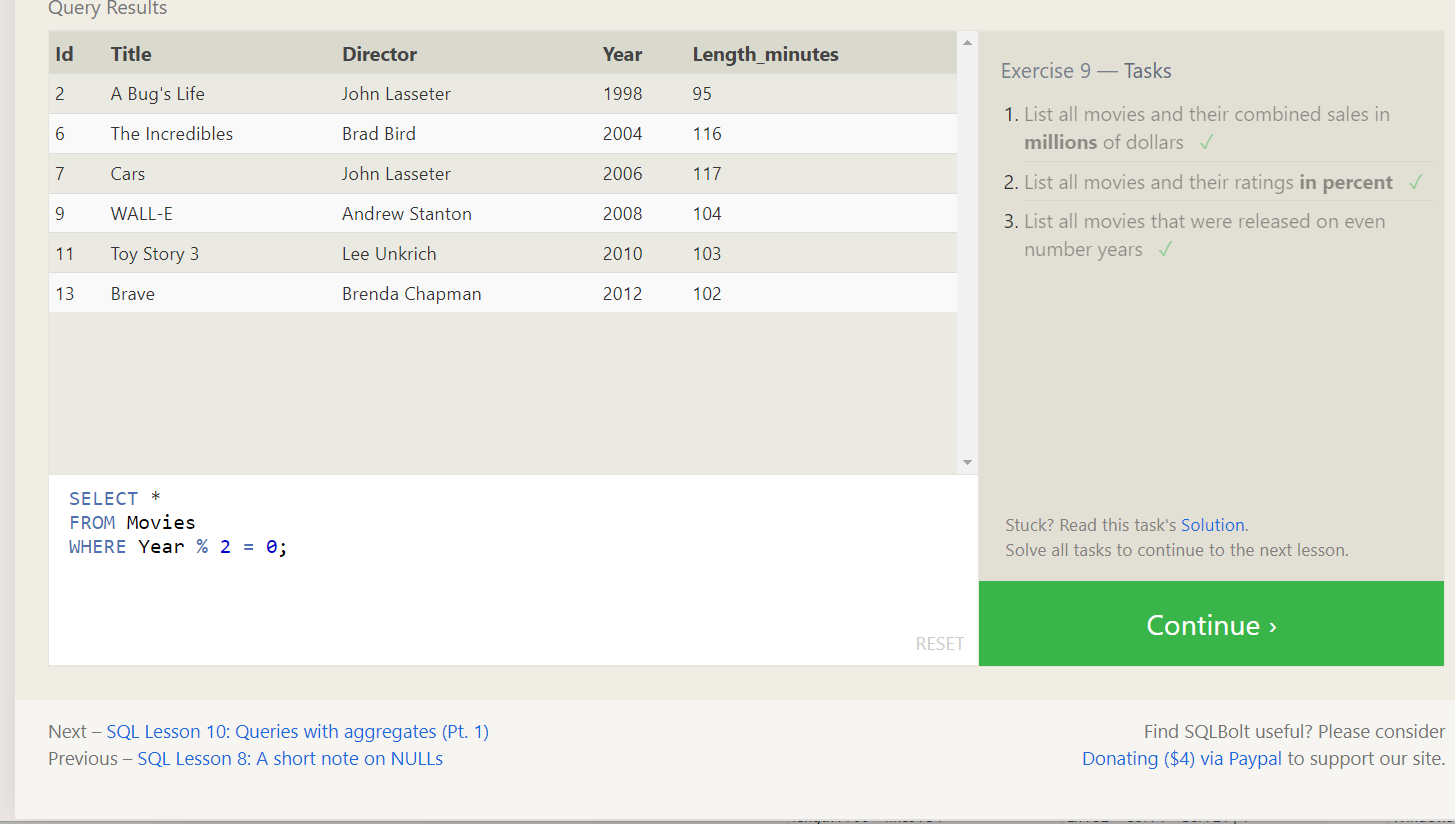 Query Results
Id Title Director Year Length_minutes
2 A Bug's Life John Lasseter 1998 95
6 The Incredibles Brad Bird 2004 116
7 Cars John Lasseter 2006 117
9 WALL-E Andrew Stanton 2008 104
11 Toy Story 3 Lee Unkrich 2010 103
13 Brave Brenda Chapman 2012 102
SELECT *
FROM Movies
WHERE Year % 2 = 0;
RESET
Exercise 9 — Tasks
1. List all movies and their combined sales in
millions of dollars ✓
2. List all movies and their ratings in percent ✓
3. List all movies that were released on even
number years ✓
Stuck? Read this task's Solution.
Solve all tasks to continue to the next lesson.
Continue ›
Next – SQL Lesson 10: Queries with aggregates (Pt. 1)
Previous – SQL Lesson 8: A short note on NULLs
Find SQLBolt useful? Please consider
Donating ($4) via Paypal to support our site.